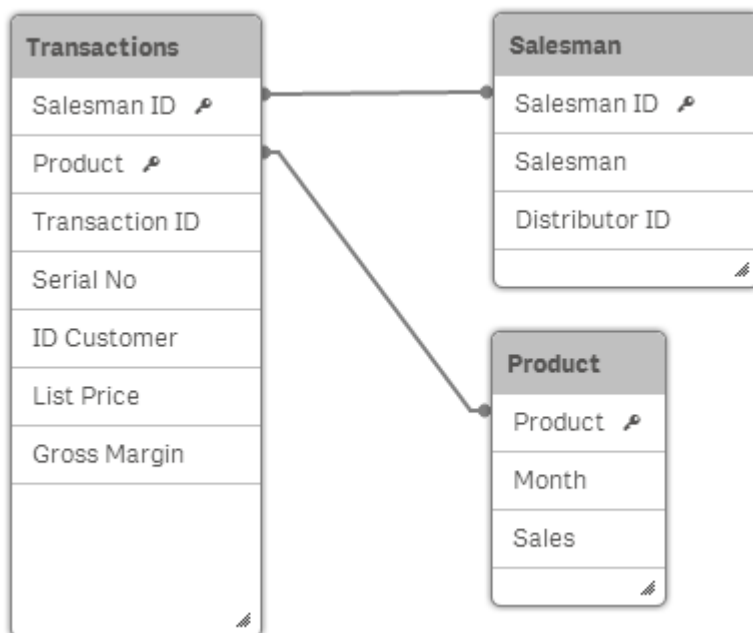 Transactions
Salesman ID
Product
Transaction ID
Serial No
ID Customer
List Price
Gross Margin
Salesman
Salesman ID
Salesman
Distributor ID
Product
Product
Month
Sales